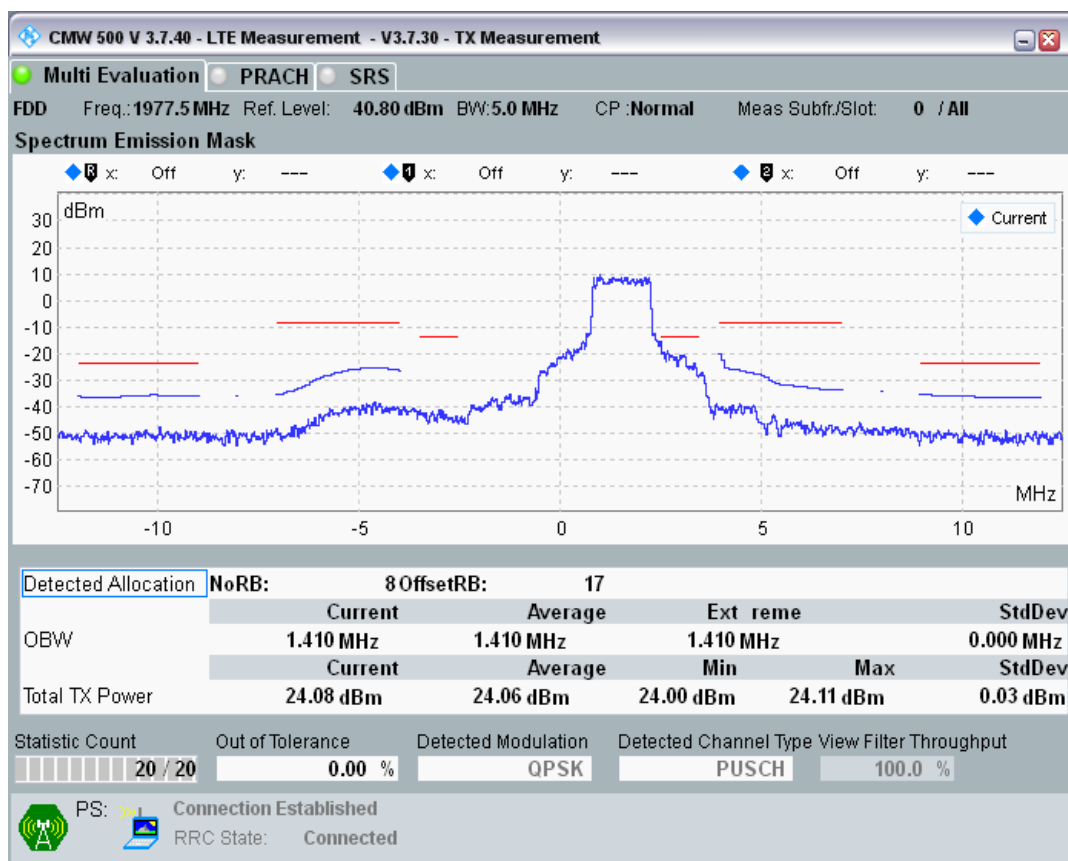 CMW 500 V 3.7.40 - LTE Measurement - V3.7.30 - TX Measurement
Multi Evaluation PRACH SRS
FDD Freq.: 1977.5 MHz Ref. Level: 40.80 dBm BW: 5.0 MHz CP : Normal Meas Subfr./Slot: 0 / All
Spectrum Emission Mask
R x: Off y: --- 1 x: Off y: --- 2 x: Off y: ---
dBm
Current
30
20
10
0
-10
-20
-30
-40
-50
-60
-70
MHz
-10 -5 0 5 10
Detected Allocation NoRB: 8 OffsetRB: 17
Current Average Ext reme StdDev
OBW 1.410 MHz 1.410 MHz 1.410 MHz 0.000 MHz
Current Average Min Max StdDev
Total TX Power 24.08 dBm 24.06 dBm 24.00 dBm 24.11 dBm 0.03 dBm
Statistic Count Out of Tolerance Detected Modulation Detected Channel Type View Filter Throughput
20 / 20 0.00 % QPSK PUSCH 100.0 %
PS: Connection Established
RRC State: Connected